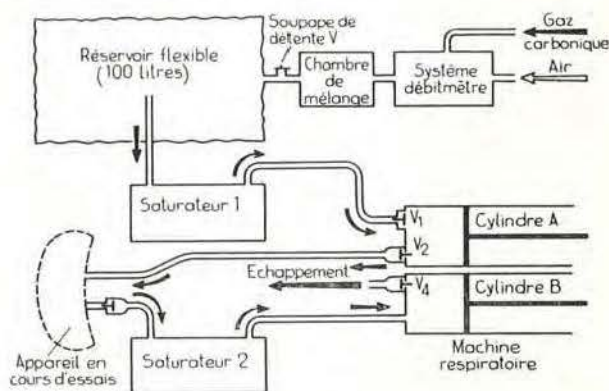 Soupape de
détente V
Gaz
carbonique
Réservoir flexible
(100 litres)
Chambre
de
mélange
Système
débitmètre
Air
Saturateur 1
V1
Cylindre A
V2
Echappement
V4
Cylindre B
Appareil en
cours d'essais
Saturateur 2
Machine
respiratoire